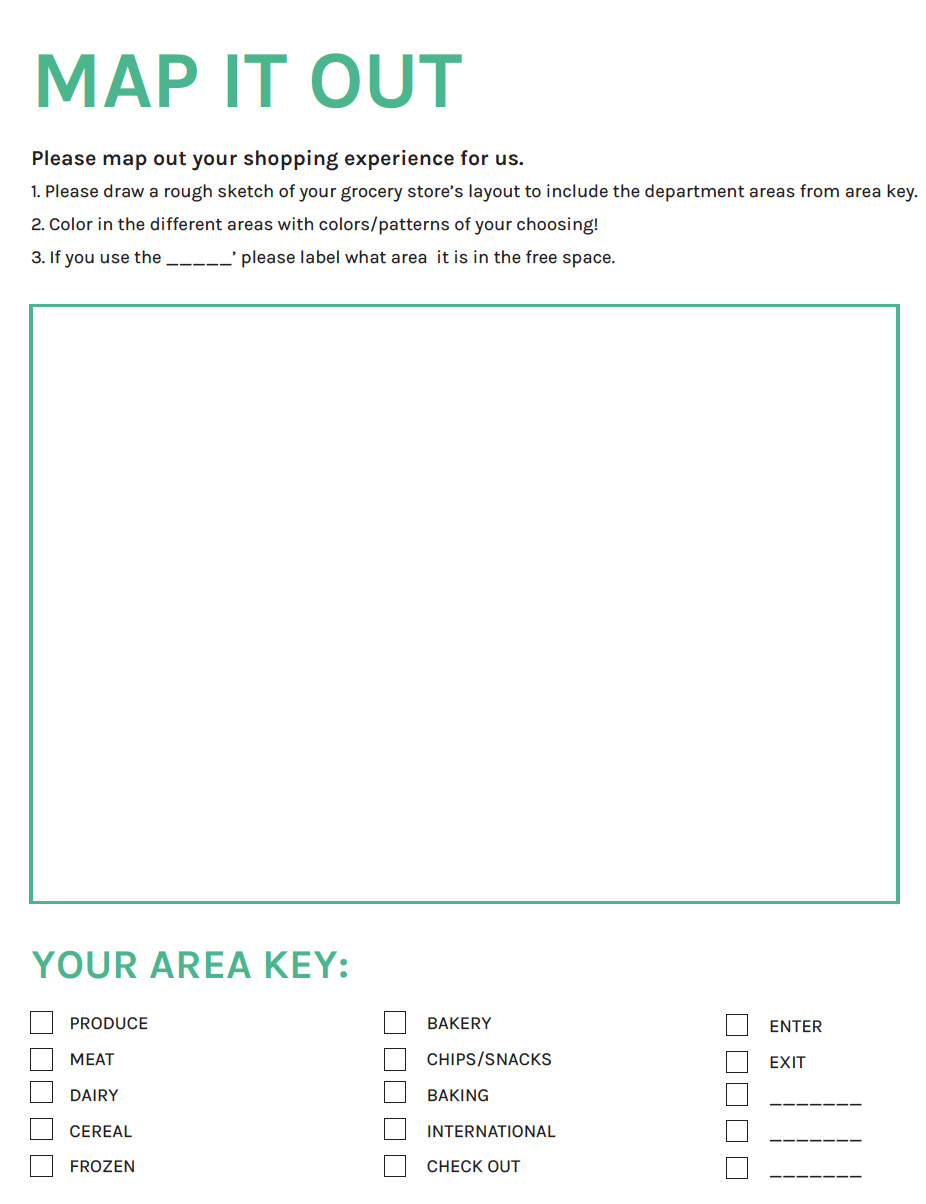 MAP IT OUT
Please map out your shopping experience for us.
1. Please draw a rough sketch of your grocery store’s layout to include the department areas from area key.
2. Color in the different areas with colors/patterns of your choosing!
3. If you use the _____’ please label what area  it is in the free space.
YOUR AREA KEY:
PRODUCE
MEAT
DAIRY
CEREAL
FROZEN
BAKERY
CHIPS/SNACKS
BAKING
INTERNATIONAL
CHECK OUT
ENTER
EXIT
_______
_______
_______